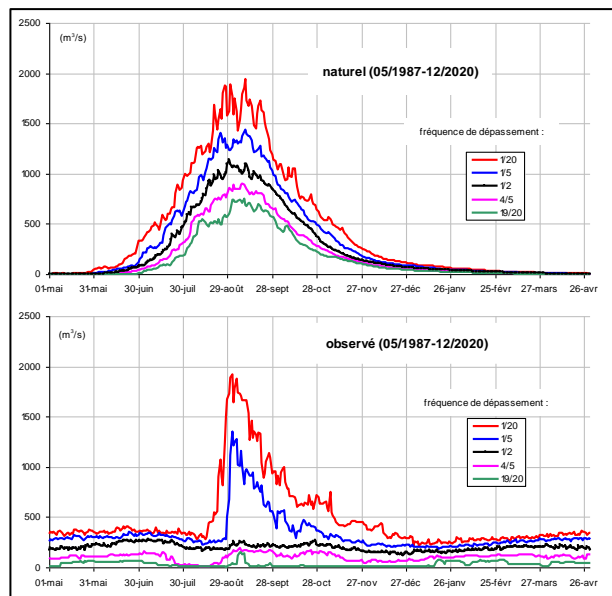 (m³/s)
2500
2000
1500
1000
500
0
naturel (05/1987-12/2020)
fréquence de dépassement :
1/20
1/5
1/2
4/5
19/20
01-mai 31-mai 30-juin 30-juil 29-août 28-sept 28-oct 27-nov 27-déc 26-janv 25-févr 27-mars 26-avr
(m³/s)
2500
2000
1500
1000
500
0
observé (05/1987-12/2020)
fréquence de dépassement :
1/20
1/5
1/2
4/5
19/20
01-mai 31-mai 30-juin 30-juil 29-août 28-sept 28-oct 27-nov 27-déc 26-janv 25-févr 27-mars 26-avr